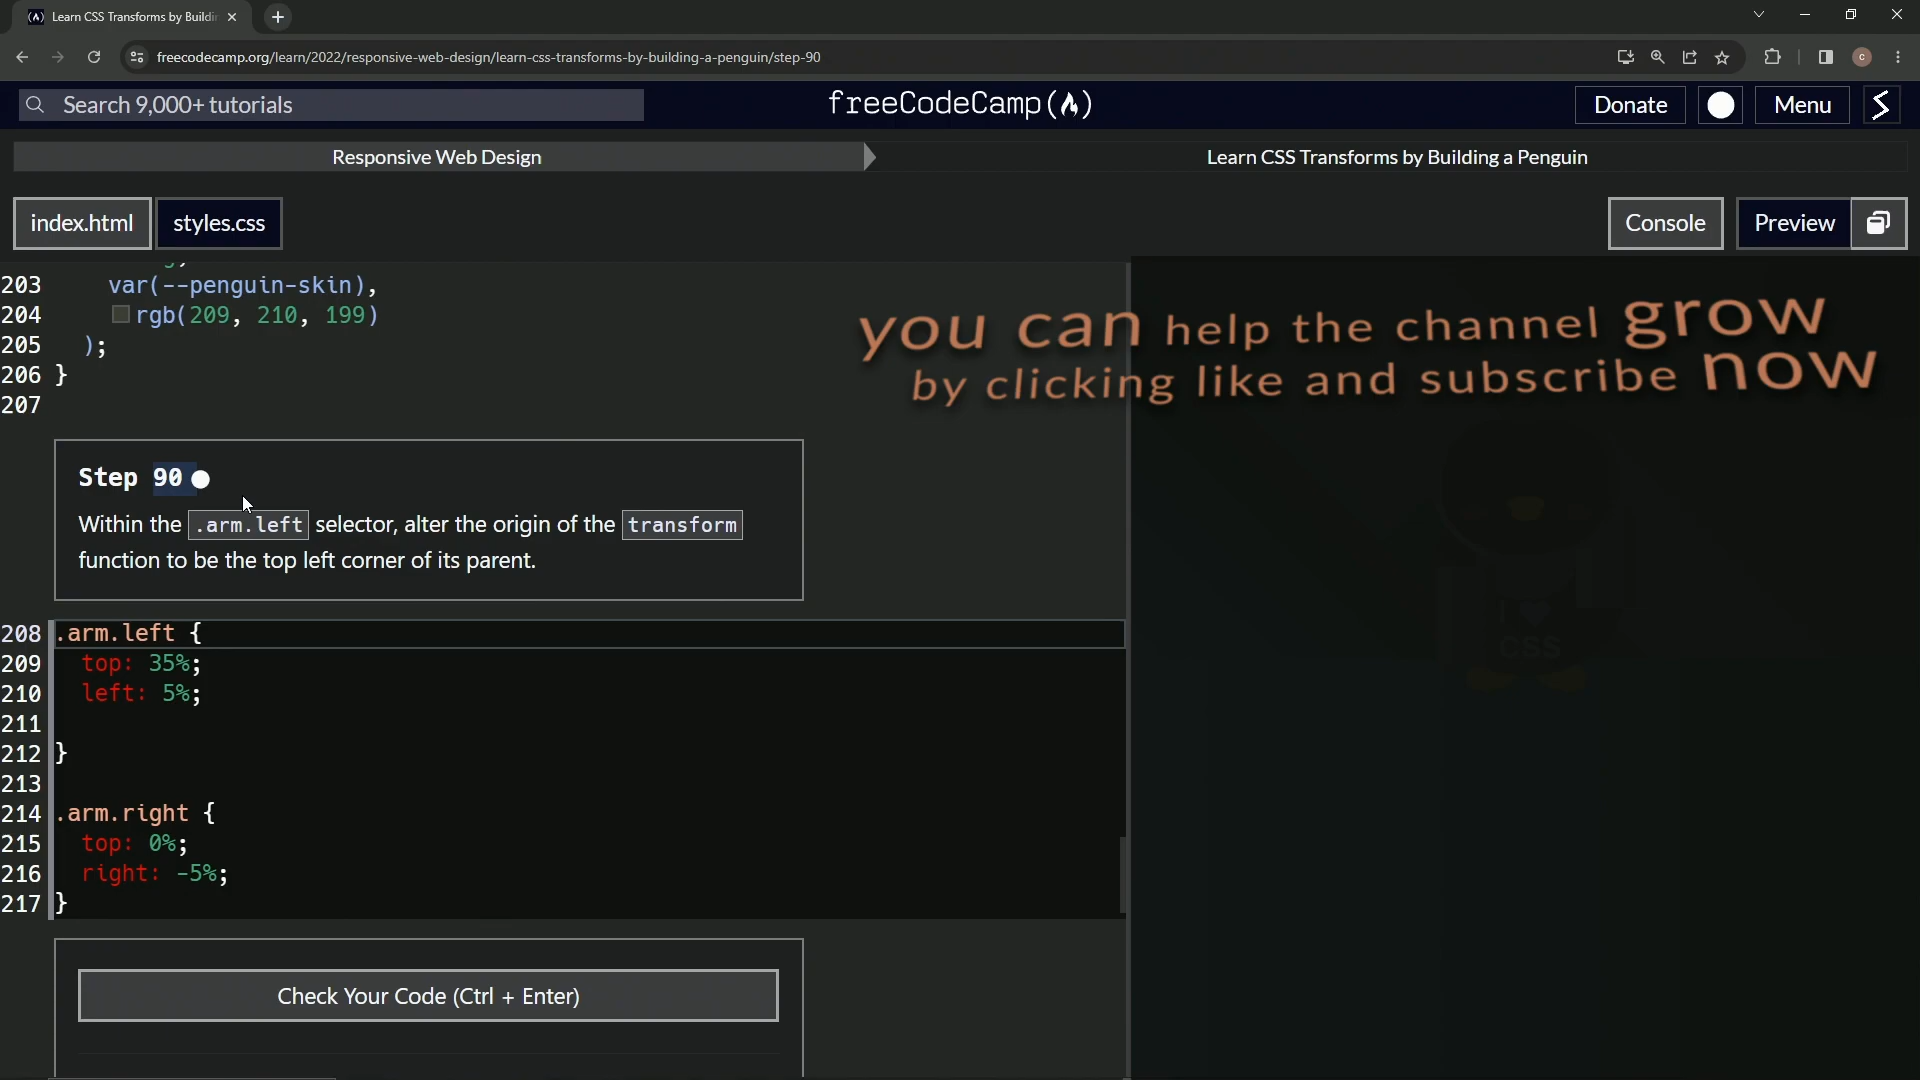 Learn CSS Transforms by Buildi
freecodecamp.org/learn/2022/responsive-web-design/learn-css-transforms-by-building-a-penguin/step-90
C
Search 9,000+ tutorials
freeCodeCamp
Donate
Menu
Responsive Web Design
Learn CSS Transforms by Building a Penguin
index.html
styles.css
Console
Preview
203 var(--penguin-skin),
204 rgb(209, 210, 199)
205 );
206 }
207
you can help the channel grow
by clicking like and subscribe now
Step 90
Within the .arm.left selector, alter the origin of the transform
function to be the top left corner of its parent.
208 .arm.left {
209 top: 35%;
210 left: 5%;
211
212 }
213
214 .arm.right {
215 top: 0%;
216 right: -5%;
217 }
I
CSS
Check Your Code (Ctrl + Enter)